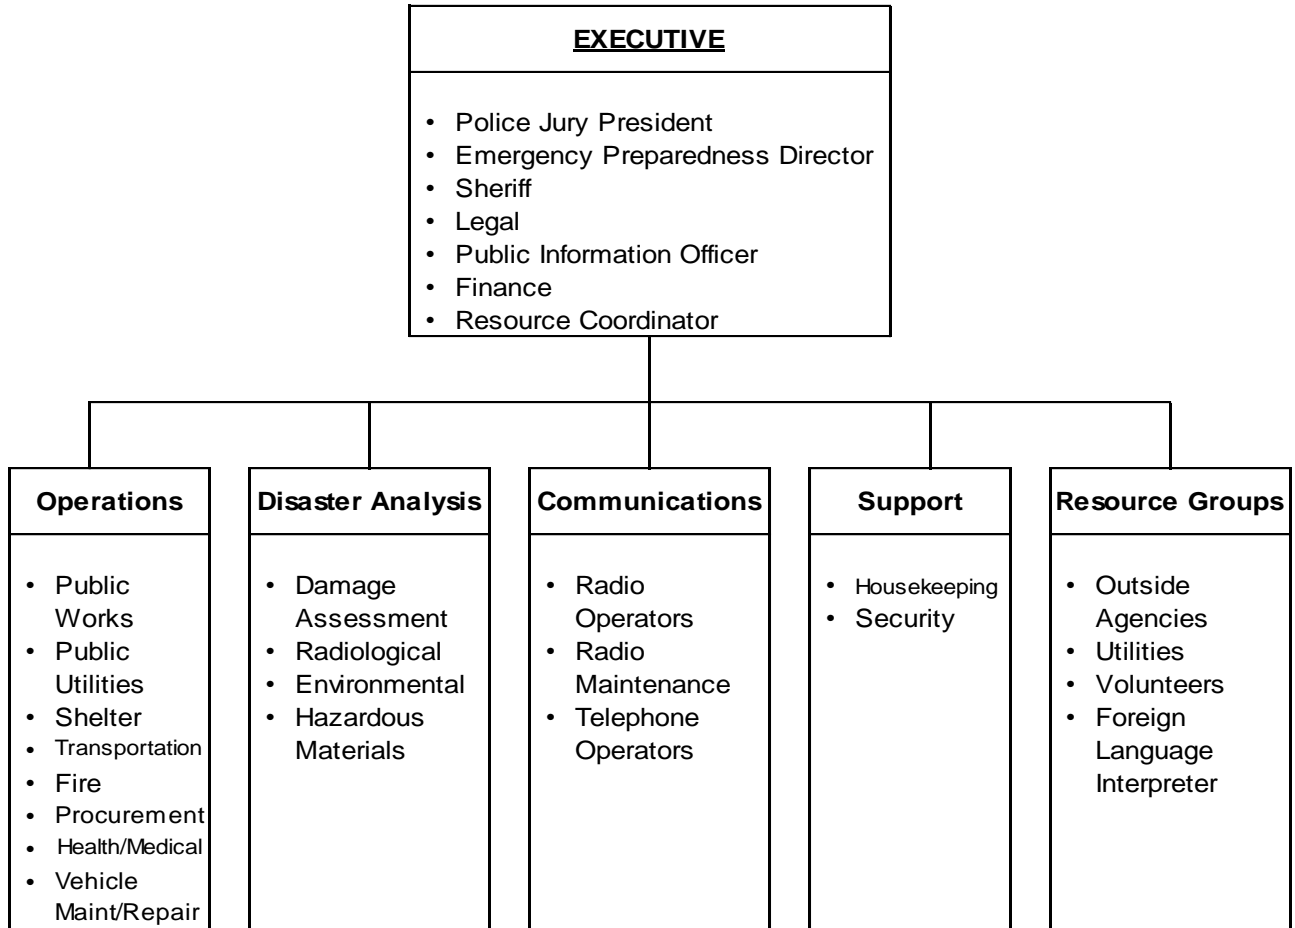 EXECUTIVE
• Police Jury President
• Emergency Preparedness Director
• Sheriff
• Legal
• Public Information Officer
• Finance
• Resource Coordinator
Operations
• Public
Works
• Public
Utilities
• Shelter
• Transportation
• Fire
• Procurement
• Health/Medical
• Vehicle
Maint/Repair
Disaster Analysis
• Damage
Assessment
• Radiological
• Environmental
• Hazardous
Materials
Communications
• Radio
Operators
• Radio
Maintenance
• Telephone
Operators
Support
• Housekeeping
• Security
Resource Groups
• Outside
Agencies
• Utilities
• Volunteers
• Foreign
Language
Interpreter